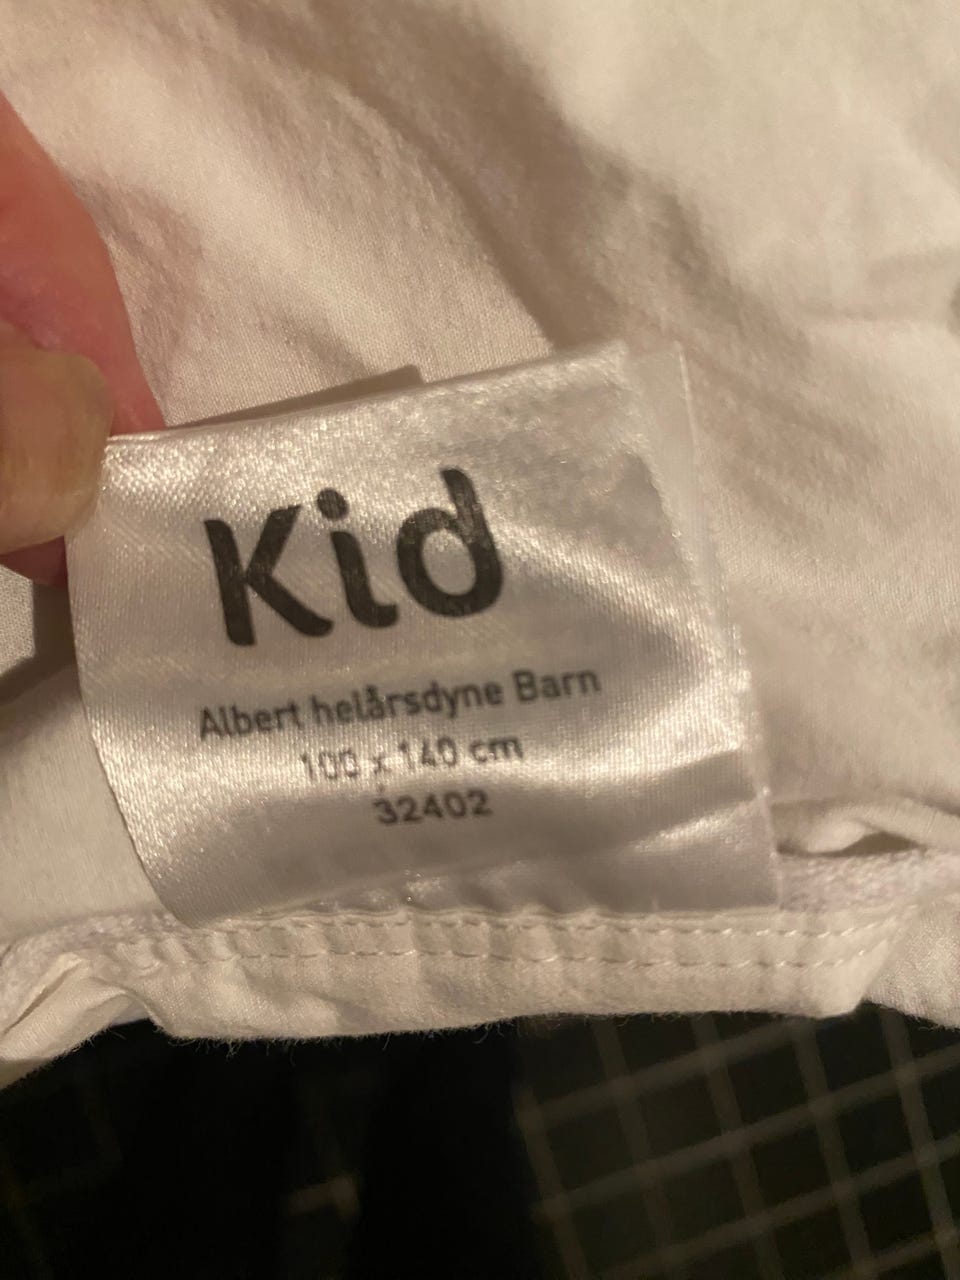 Kid
Albert helårsdyne Barn
100 x 140 cm
32402